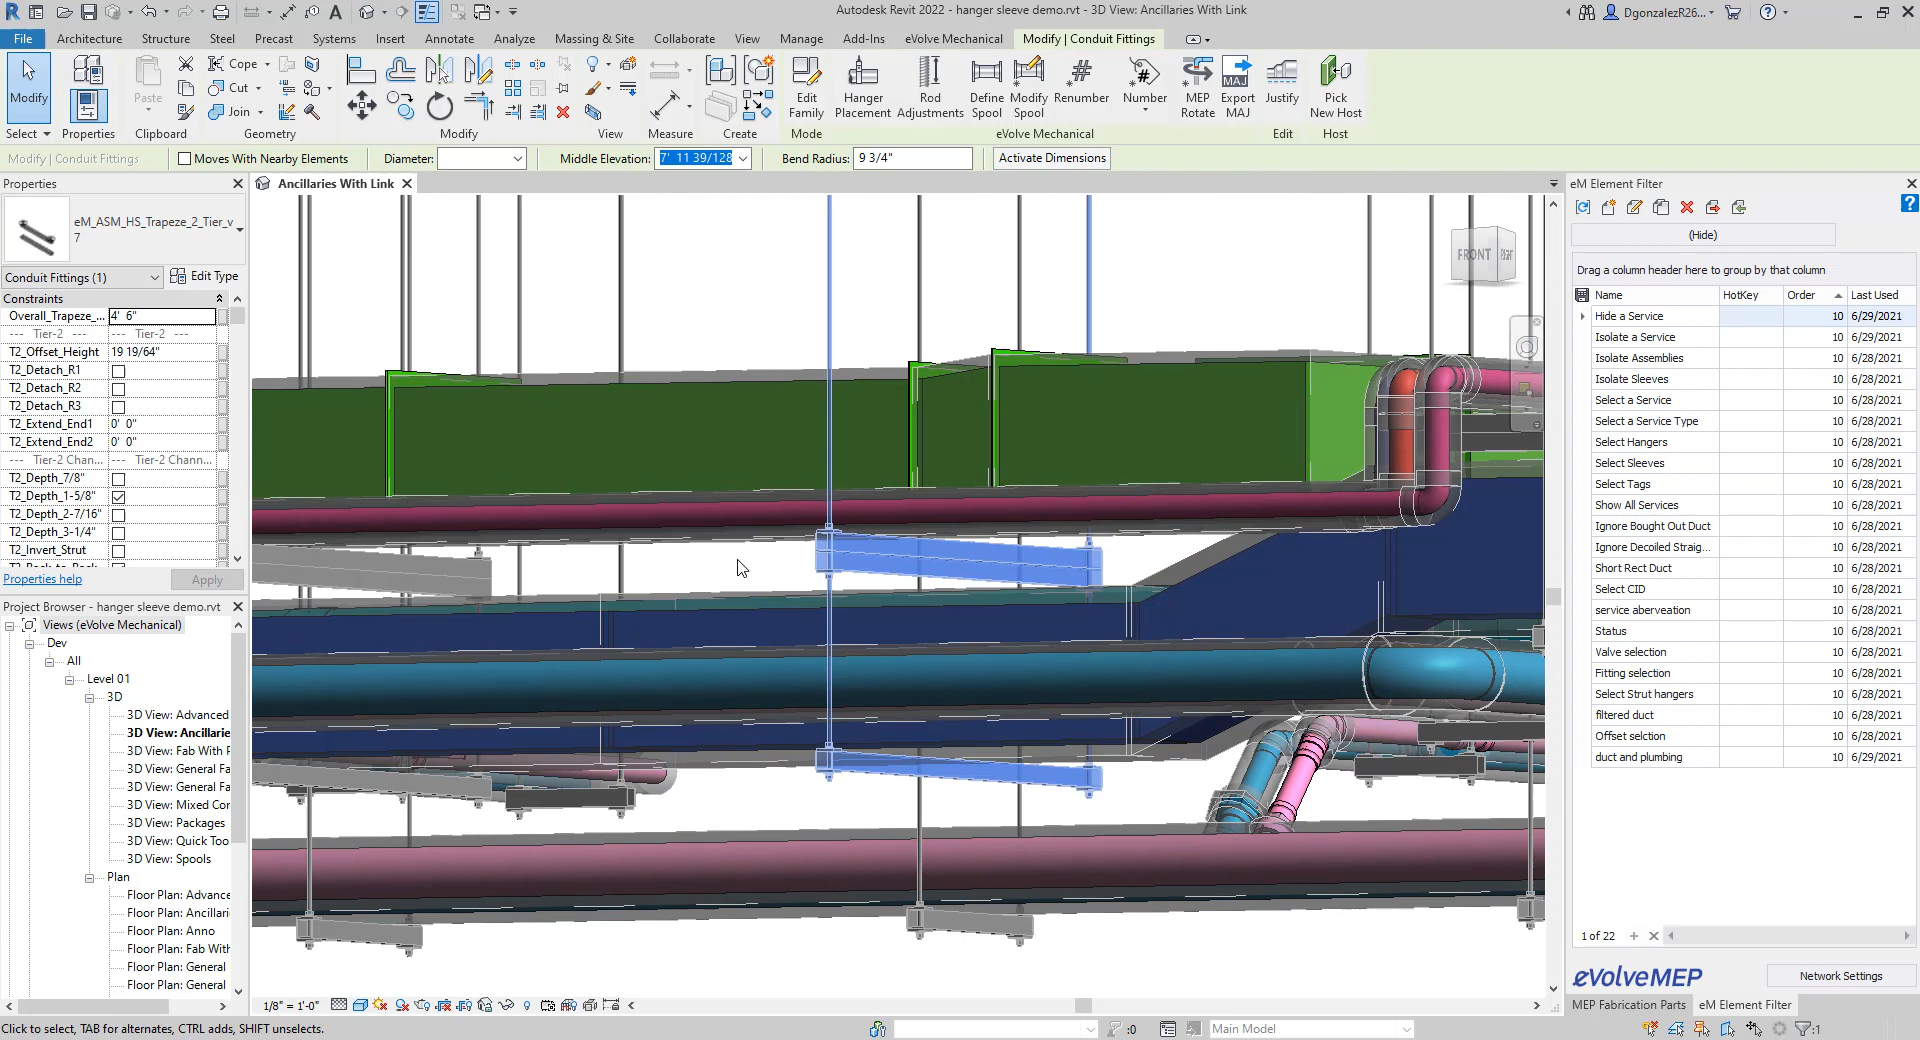 Autodesk Revit 2022 - hanger sleeve demo.rvt - 3D View: Ancillaries With Link
DgonzalezR26...
File Architecture Structure Steel Precast Systems Insert Annotate Analyze Massing & Site Collaborate View Manage Add-Ins eVolve Mechanical Modify | Conduit Fittings
Modify
Select
Properties
Paste
Clipboard
Cope
Cut
Join
Geometry
Modify
View
Measure
Create
Edit Family
Mode
Hanger Placement
Rod Adjustments
Define Spool
Modify Spool
Renumber
Number
MEP Rotate
MAJ
Export MAJ
eVolve Mechanical
Justify
Edit
Pick New Host
Host
Modify | Conduit Fittings
Moves With Nearby Elements
Diameter:
Middle Elevation: 7' 11 39/128
Bend Radius: 9 3/4"
Activate Dimensions
Properties
eM_ASM_HS_Trapeze_2_Tier_v7
Conduit Fittings (1)
Edit Type
Constraints
Overall_Trapeze_... 4' 6"
--- Tier-2 --- --- Tier-2 ---
T2_Offset_Height 19 19/64"
T2_Detach_R1
T2_Detach_R2
T2_Detach_R3
T2_Extend_End1 0' 0"
T2_Extend_End2 0' 0"
--- Tier-2 Chan... --- Tier-2 Chann...
T2_Depth_7/8"
T2_Depth_1-5/8"
T2_Depth_2-7/16"
T2_Depth_3-1/4"
T2_Invert_Strut
Properties help
Apply
Project Browser - hanger sleeve demo.rvt
Views (eVolve Mechanical)
Dev
All
Level 01
3D
3D View: Advanced
3D View: Ancillarie
3D View: Fab With F
3D View: General Fa
3D View: General Fa
3D View: Mixed Cor
3D View: Packages
3D View: Quick Too
3D View: Spools
Plan
Floor Plan: Advance
Floor Plan: Ancillari
Floor Plan: Anno
Floor Plan: Fab With
Floor Plan: General
Floor Plan: General
Ancillaries With Link
FRONT
RIGHT
1/8" = 1'-0"
eM Element Filter
(Hide)
Drag a column header here to group by that column
Name HotKey Order Last Used
Hide a Service 10 6/29/2021
Isolate a Service 10 6/29/2021
Isolate Assemblies 10 6/28/2021
Isolate Sleeves 10 6/28/2021
Select a Service 10 6/28/2021
Select a Service Type 10 6/28/2021
Select Hangers 10 6/28/2021
Select Sleeves 10 6/28/2021
Select Tags 10 6/28/2021
Show All Services 10 6/28/2021
Ignore Bought Out Duct 10 6/28/2021
Ignore Decoiled Straig... 10 6/28/2021
Short Rect Duct 10 6/28/2021
Select CID 10 6/28/2021
service aberveation 10 6/28/2021
Status 10 6/28/2021
Valve selection 10 6/28/2021
Fitting selection 10 6/28/2021
Select Strut hangers 10 6/28/2021
filtered duct 10 6/28/2021
Offset selction 10 6/28/2021
duct and plumbing 10 6/29/2021
1 of 22
eVolveMEP
Network Settings
MEP Fabrication Parts
eM Element Filter
Click to select, TAB for alternates, CTRL adds, SHIFT unselects.
:0
Main Model
:1